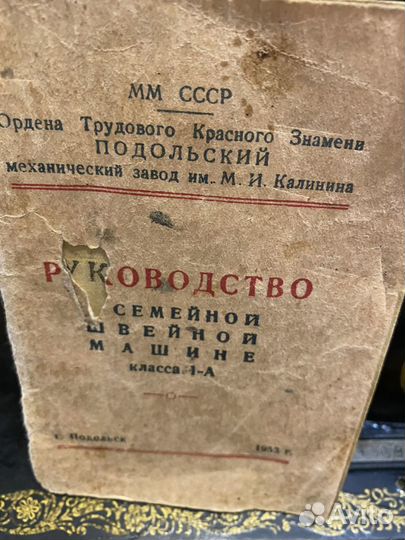 ММ СССР
Ордена Трудового Красного Знамени
ПОДОЛЬСКИЙ
механический завод им. М. И. Калинина
РУКОВОДСТВО
СЕМЕЙНОЙ
ШВЕЙНОЙ
МАШИНЕ
класса 1-А
г. Подольск 1953 г.
Avito